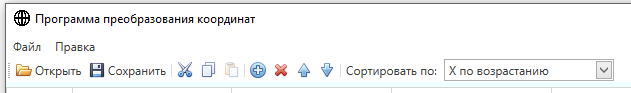 Программа преобразования координат
Файл Правка
Открыть Сохранить Сортировать по: X по возрастанию